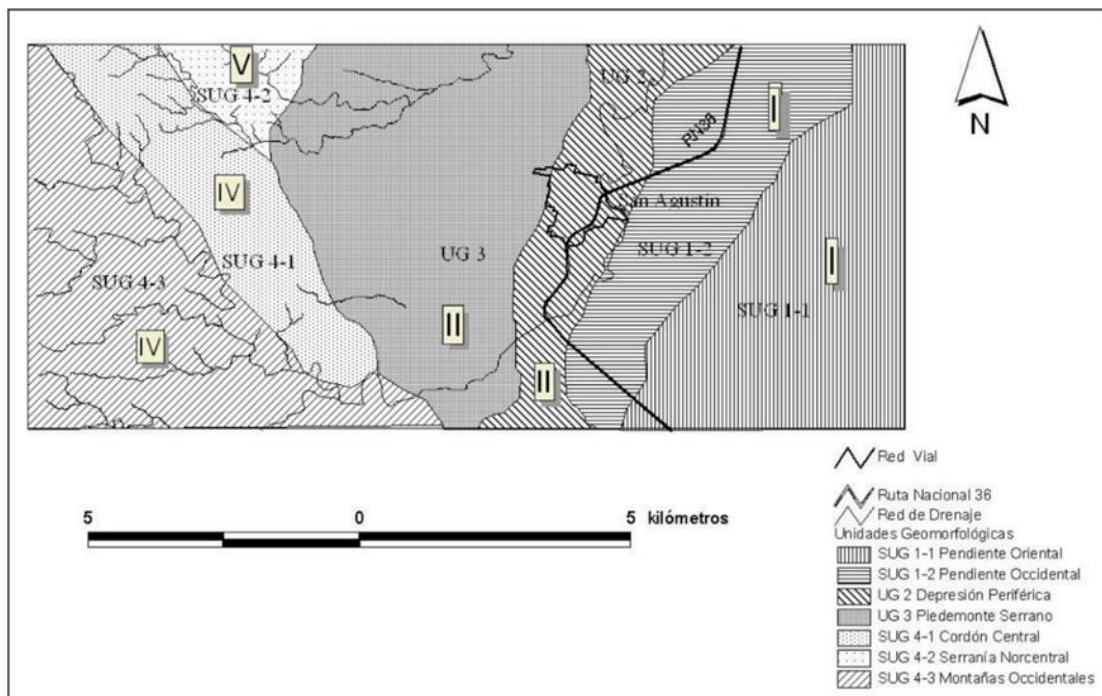 N
V
SUG 4-2
UG 2
I
RN36
IV
Agustín
SUG 4-1
UG 3
SUG 1-2
I
SUG 4-3
SUG 1-1
II
IV
II
5 0 5 kilómetros
Red Vial
Ruta Nacional 36
Red de Drenaje
Unidades Geomorfológicas
SUG 1-1 Pendiente Oriental
SUG 1-2 Pendiente Occidental
UG 2 Depresión Periférica
UG 3 Piedemonte Serrano
SUG 4-1 Cordón Central
SUG 4-2 Serranía Norcentral
SUG 4-3 Montañas Occidentales